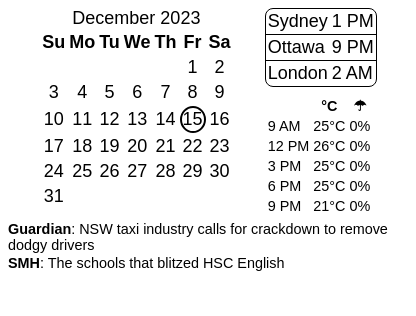 December 2023
Su Mo Tu We Th Fr Sa
1 2
3 4 5 6 7 8 9
10 11 12 13 14 15 16
17 18 19 20 21 22 23
24 25 26 27 28 29 30
31
Sydney 1 PM
Ottawa 9 PM
London 2 AM
°C ☂
9 AM 25°C 0%
12 PM 26°C 0%
3 PM 25°C 0%
6 PM 25°C 0%
9 PM 21°C 0%
Guardian: NSW taxi industry calls for crackdown to remove
dodgy drivers
SMH: The schools that blitzed HSC English